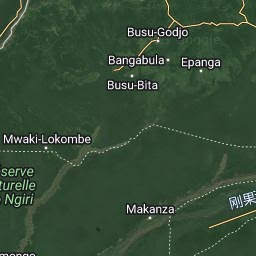 Busu-Godjo
Bangabula
Epanga
Busu-Bita
Mwaki-Lokombe
serve
turelle
Ngiri
Makanza
刚果